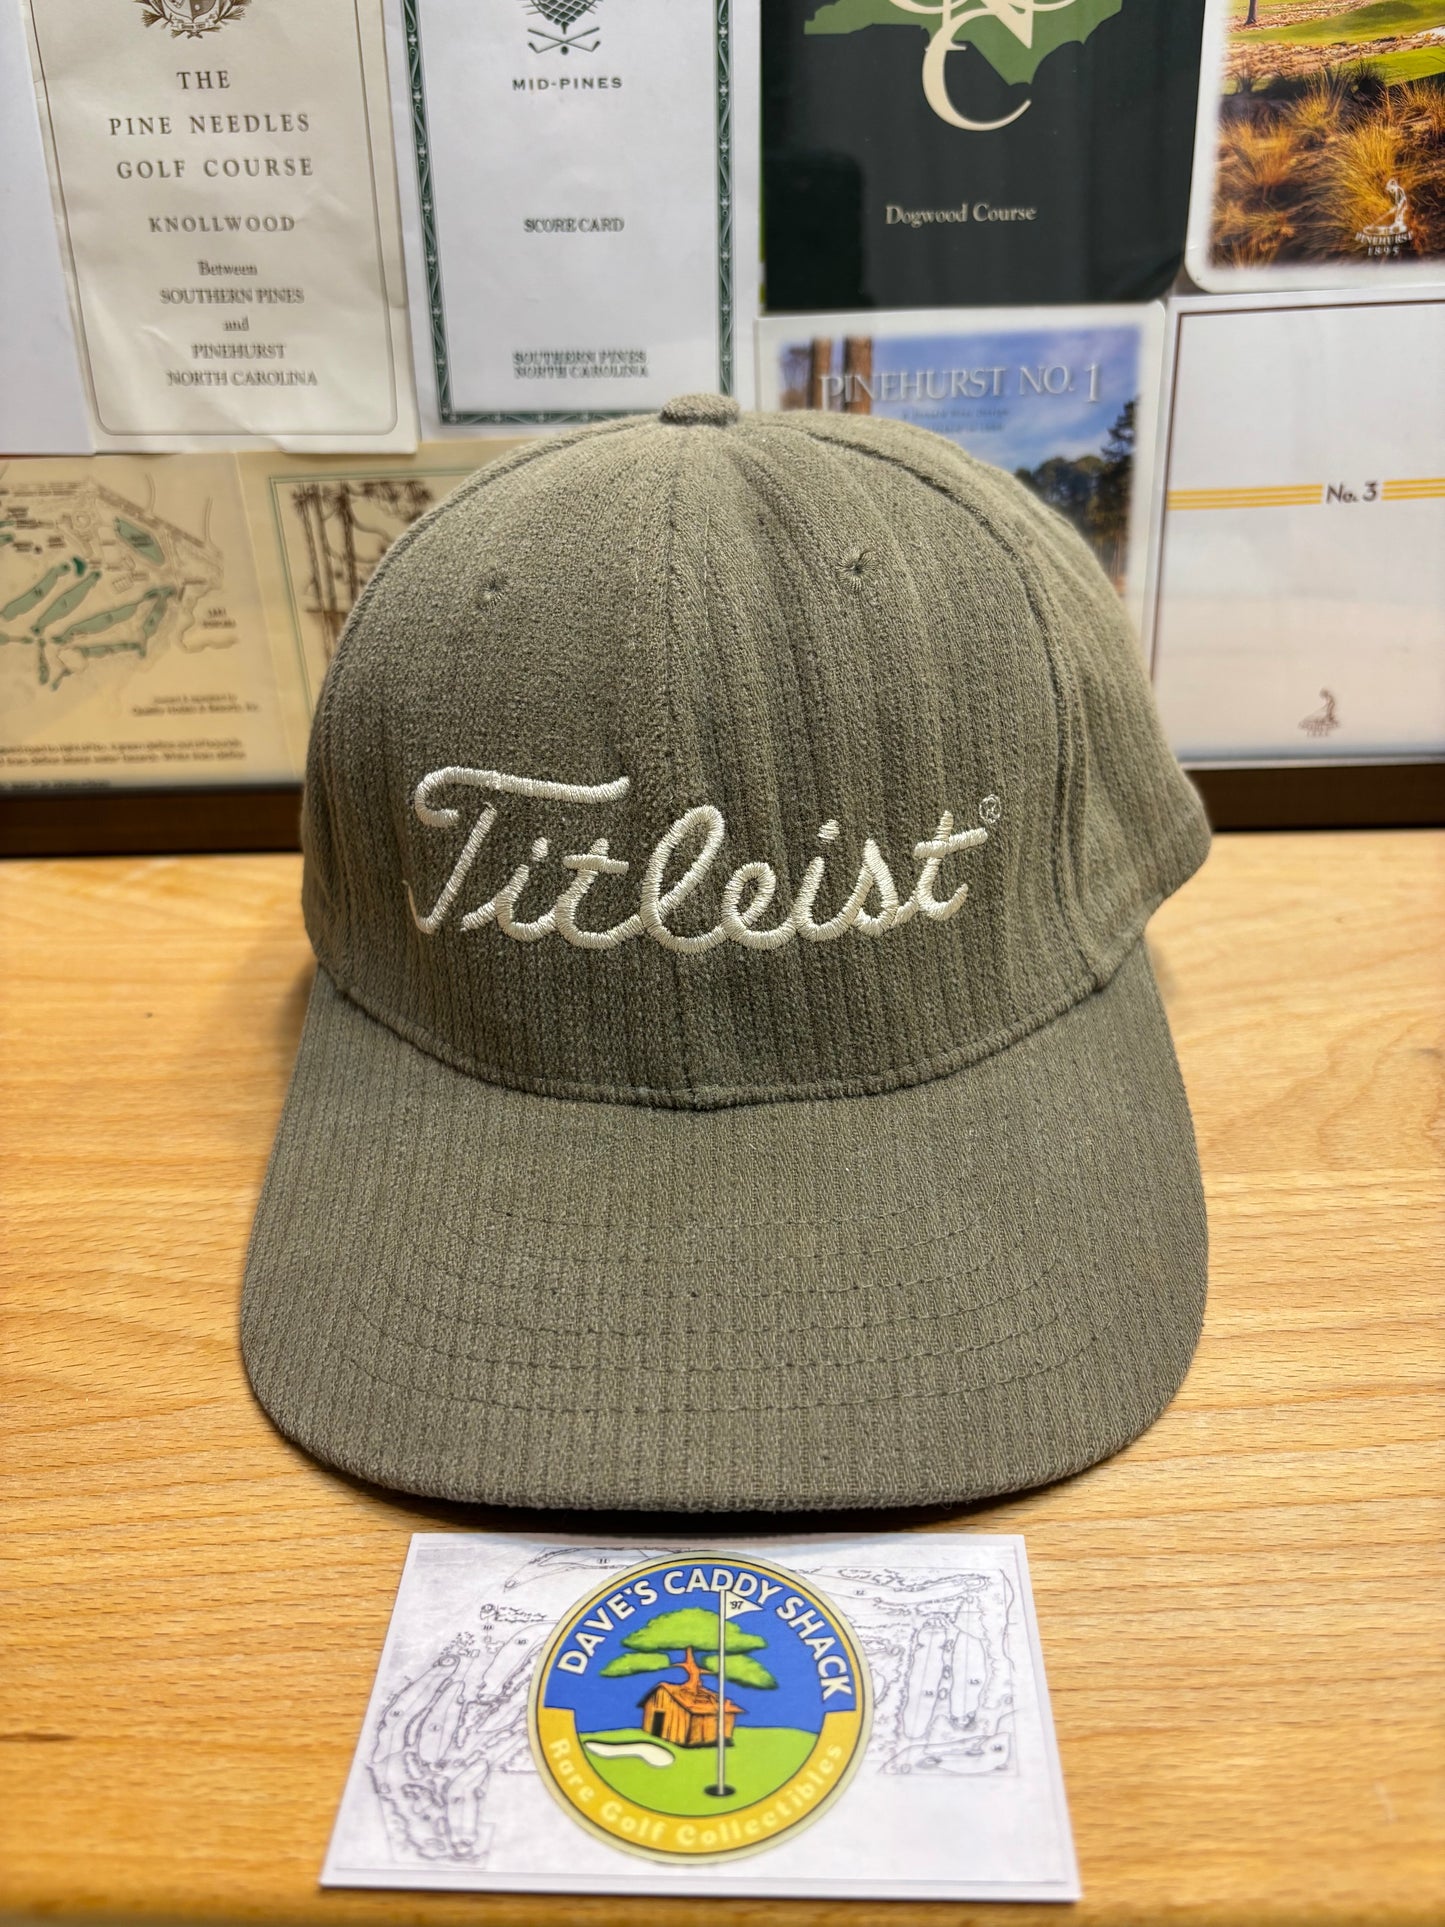 THE
PINE NEEDLES
GOLF COURSE
KNOLLWOOD
Between
SOUTHERN PINES
and
PINEHURST
NORTH CAROLINA
MID-PINES
SCORE CARD
SOUTHERN PINES
NORTH CAROLINA
C N C
Dogwood Course
PINEHURST
1895
PINEHURST NO. 1
No. 3
Titleist®
DAVE'S CADDY SHACK
97
Rare Golf Collectibles